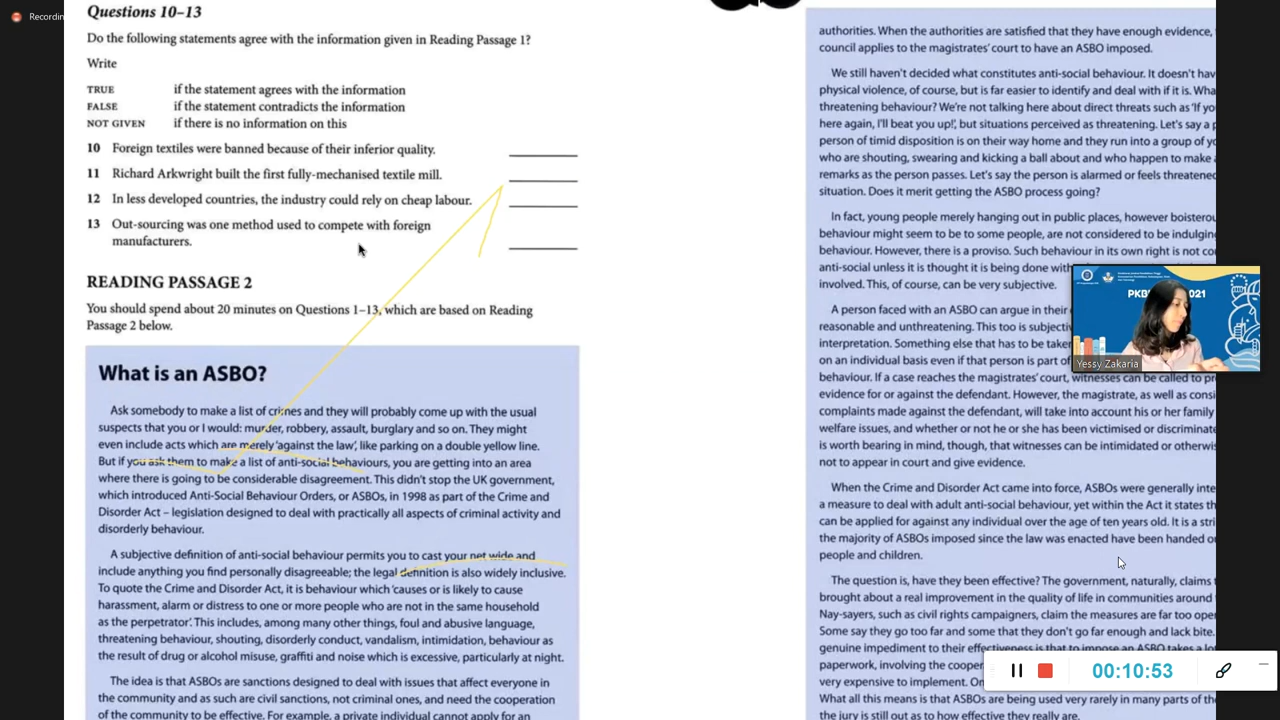 Recordin
Questions 10–13
Do the following statements agree with the information given in Reading Passage 1?
Write
TRUE if the statement agrees with the information
FALSE if the statement contradicts the information
NOT GIVEN if there is no information on this
10 Foreign textiles were banned because of their inferior quality.
11 Richard Arkwright built the first fully-mechanised textile mill.
12 In less developed countries, the industry could rely on cheap labour.
13 Out-sourcing was one method used to compete with foreign
manufacturers.
READING PASSAGE 2
You should spend about 20 minutes on Questions 1–13, which are based on Reading
Passage 2 below.
What is an ASBO?
Ask somebody to make a list of crimes and they will probably come up with the usual
suspects that you or I would: murder, robbery, assault, burglary and so on. They might
even include acts which are merely 'against the law', like parking on a double yellow line.
But if you ask them to make a list of anti-social behaviours, you are getting into an area
where there is going to be considerable disagreement. This didn't stop the UK government,
which introduced Anti-Social Behaviour Orders, or ASBOs, in 1998 as part of the Crime and
Disorder Act – legislation designed to deal with practically all aspects of criminal activity and
disorderly behaviour.
A subjective definition of anti-social behaviour permits you to cast your net wide and
include anything you find personally disagreeable; the legal definition is also widely inclusive.
To quote the Crime and Disorder Act, it is behaviour which 'causes or is likely to cause
harassment, alarm or distress to one or more people who are not in the same household
as the perpetrator'. This includes, among many other things, foul and abusive language,
threatening behaviour, shouting, disorderly conduct, vandalism, intimidation, behaviour as
the result of drug or alcohol misuse, graffiti and noise which is excessive, particularly at night.
The idea is that ASBOs are sanctions designed to deal with issues that affect everyone in
the community and as such are civil sanctions, not criminal ones, and need the cooperation
of the community to be effective. For example, a private individual cannot apply for an
authorities. When the authorities are satisfied that they have enough evidence,
council applies to the magistrates' court to have an ASBO imposed.
We still haven't decided what constitutes anti-social behaviour. It doesn't hav
physical violence, of course, but is far easier to identify and deal with if it is. Wha
threatening behaviour? We're not talking here about direct threats such as 'If yo
here again, I'll beat you up!', but situations perceived as threatening. Let's say a p
person of timid disposition is on their way home and they run into a group of yo
who are shouting, swearing and kicking a ball about and who happen to make
remarks as the person passes. Let's say the person is alarmed or feels threatene
situation. Does it merit getting the ASBO process going?
In fact, young people merely hanging out in public places, however boisterou
behaviour might seem to be to some people, are not considered to be indulging
behaviour. However, there is a proviso. Such behaviour in its own right is not co
anti-social unless it is thought it is being done with
involved. This, of course, can be very subjective.
A person faced with an ASBO can argue in their
reasonable and unthreatening. This too is subjecti
interpretation. Something else that has to be take
on an individual basis even if that person is part of
behaviour. If a case reaches the magistrates' court, witnesses can be called to pr
evidence for or against the defendant. However, the magistrate, as well as consi
complaints made against the defendant, will take into account his or her family
welfare issues, and whether or not he or she has been victimised or discriminate
is worth bearing in mind, though, that witnesses can be intimidated or otherwis
not to appear in court and give evidence.
When the Crime and Disorder Act came into force, ASBOs were generally inte
a measure to deal with adult anti-social behaviour, yet within the Act it states th
can be applied for against any individual over the age of ten years old. It is a stri
the majority of ASBOs imposed since the law was enacted have been handed o
people and children.
The question is, have they been effective? The government, naturally, claims
brought about a real improvement in the quality of life in communities around
Nay-sayers, such as civil rights campaigners, claim the measures are far too oper
Some say they go too far and some that they don't go far enough and lack bite.
genuine impediment to their effectiveness is that to impose an ASBO takes a lo
paperwork, involving the cooper
very expensive to implement. On
What all this means is that ASBOs are being used very rarely in many parts of the
the jury is still out as to how effective they really are.
PKB 021
Yessy Zakaria
00:10:53